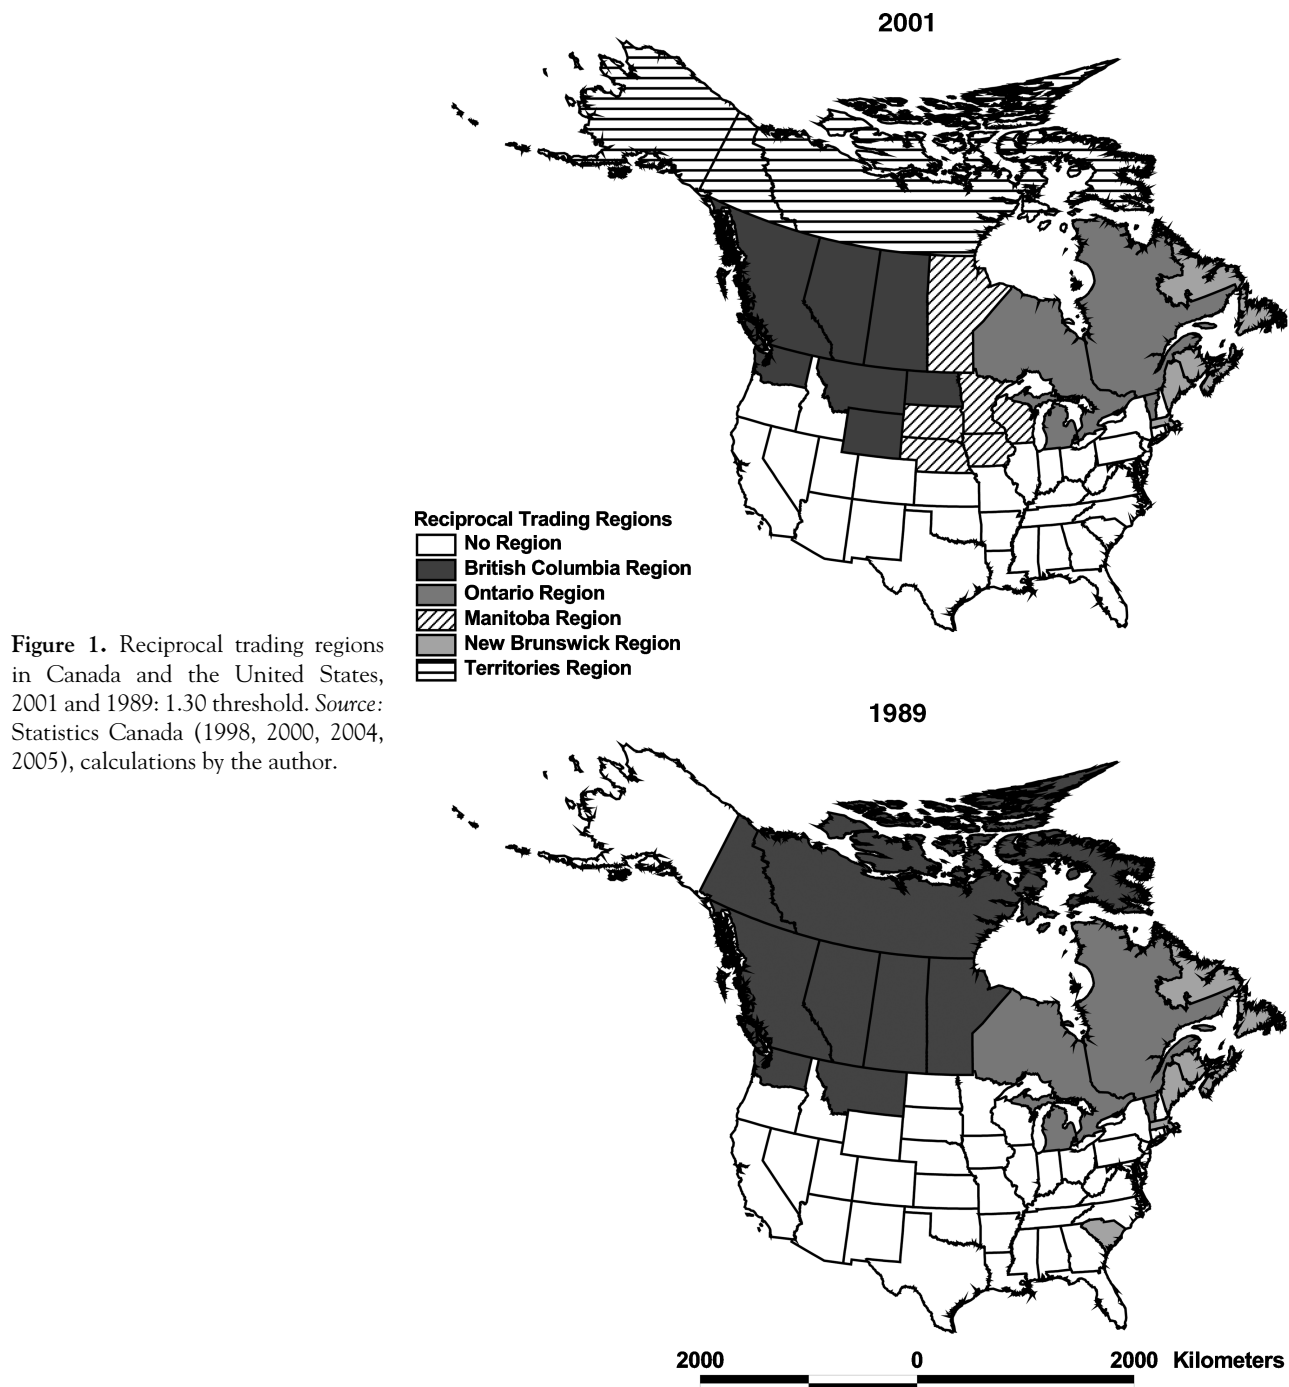 2001
Reciprocal Trading Regions
No Region
British Columbia Region
Ontario Region
Manitoba Region
New Brunswick Region
Territories Region
Figure 1. Reciprocal trading regions
in Canada and the United States,
2001 and 1989: 1.30 threshold. Source:
Statistics Canada (1998, 2000, 2004,
2005), calculations by the author.
1989
2000 0 2000 Kilometers